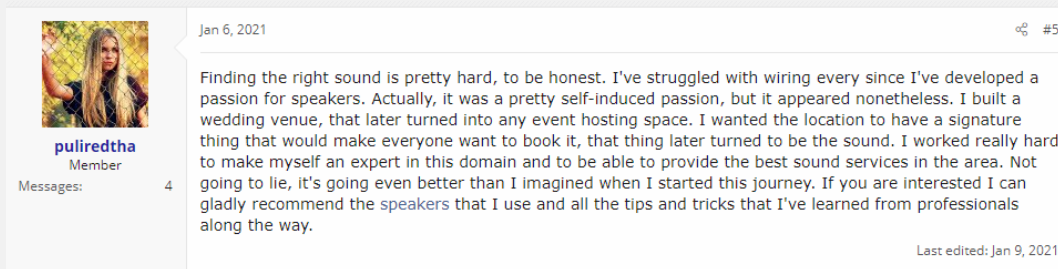 Jan 6, 2021
#5
puliredtha
Member
Messages: 4
Finding the right sound is pretty hard, to be honest. I've struggled with wiring every since I've developed a
passion for speakers. Actually, it was a pretty self-induced passion, but it appeared nonetheless. I built a
wedding venue, that later turned into any event hosting space. I wanted the location to have a signature
thing that would make everyone want to book it, that thing later turned to be the sound. I worked really hard
to make myself an expert in this domain and to be able to provide the best sound services in the area. Not
going to lie, it's going even better than I imagined when I started this journey. If you are interested I can
gladly recommend the speakers that I use and all the tips and tricks that I've learned from professionals
along the way.
Last edited: Jan 9, 2021